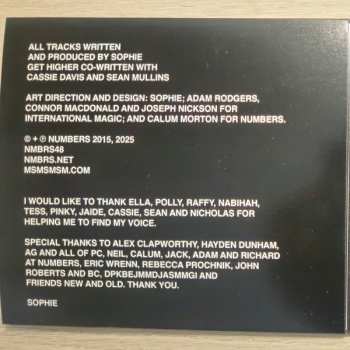 ALL TRACKS WRITTEN
AND PRODUCED BY SOPHIE
GET HIGHER CO-WRITTEN WITH
CASSIE DAVIS AND SEAN MULLINS
ART DIRECTION AND DESIGN: SOPHIE; ADAM RODGERS,
CONNOR MACDONALD AND JOSEPH NICKSON FOR
INTERNATIONAL MAGIC; AND CALUM MORTON FOR NUMBERS.
© + ℗ NUMBERS 2015, 2025
NMBRS48
NMBRS.NET
MSMSMSM.COM
I WOULD LIKE TO THANK ELLA, POLLY, RAFFY, NABIHAH,
TESS, PINKY, JAIDE, CASSIE, SEAN AND NICHOLAS FOR
HELPING ME TO FIND MY VOICE.
SPECIAL THANKS TO ALEX CLAPWORTHY, HAYDEN DUNHAM,
AG AND ALL OF PC, NEIL, CALUM, JACK, ADAM AND RICHARD
AT NUMBERS, ERIC WRENN, REBECCA PROCHNIK, JOHN
ROBERTS AND BC, DPKBEJMMDJASMMGI AND
FRIENDS NEW AND OLD. THANK YOU.
SOPHIE